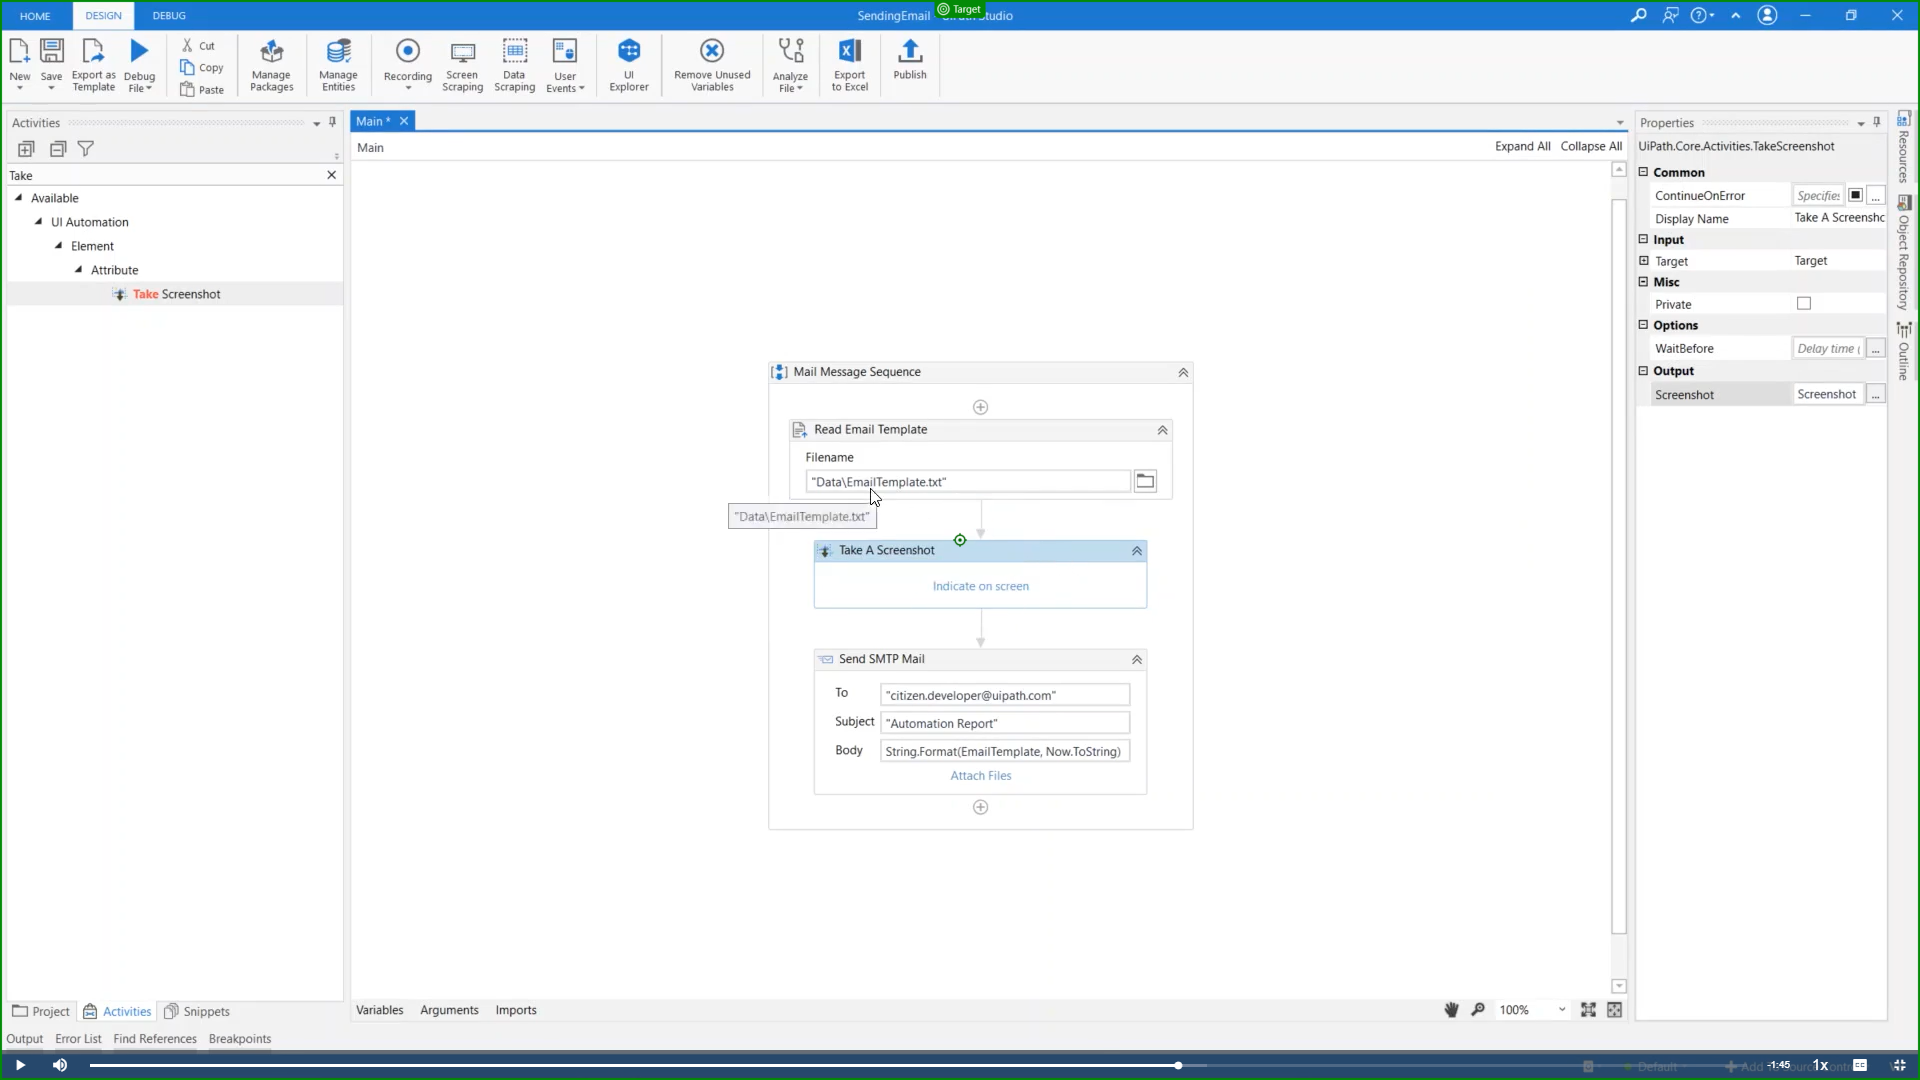 HOME
DESIGN
DEBUG
Target
SendingEmail
Studio
New
Save
Export as Template
Debug File
Cut
Copy
Paste
Manage Packages
Manage Entities
Recording
Screen Scraping
Data Scraping
User Events
UI Explorer
Remove Unused Variables
Analyze File
Export to Excel
Publish
Activities
Take
Available
UI Automation
Element
Attribute
Take Screenshot
Main *
Main
Expand All Collapse All
Mail Message Sequence
Read Email Template
Filename
"Data\EmailTemplate.txt"
"Data\EmailTemplate.txt"
Take A Screenshot
Indicate on screen
Send SMTP Mail
To "citizen.developer@uipath.com"
Subject "Automation Report"
Body String.Format(EmailTemplate, Now.ToString)
Attach Files
Properties
UiPath.Core.Activities.TakeScreenshot
Common
ContinueOnError Specifies ...
Display Name Take A Screensho
Input
Target Target
Misc
Private
Options
WaitBefore Delay time ( ...
Output
Screenshot Screenshot ...
Resources
Object Repository
Outline
Variables Arguments Imports
100%
Project Activities Snippets
Output Error List Find References Breakpoints
Default
-1:45
1x
CC